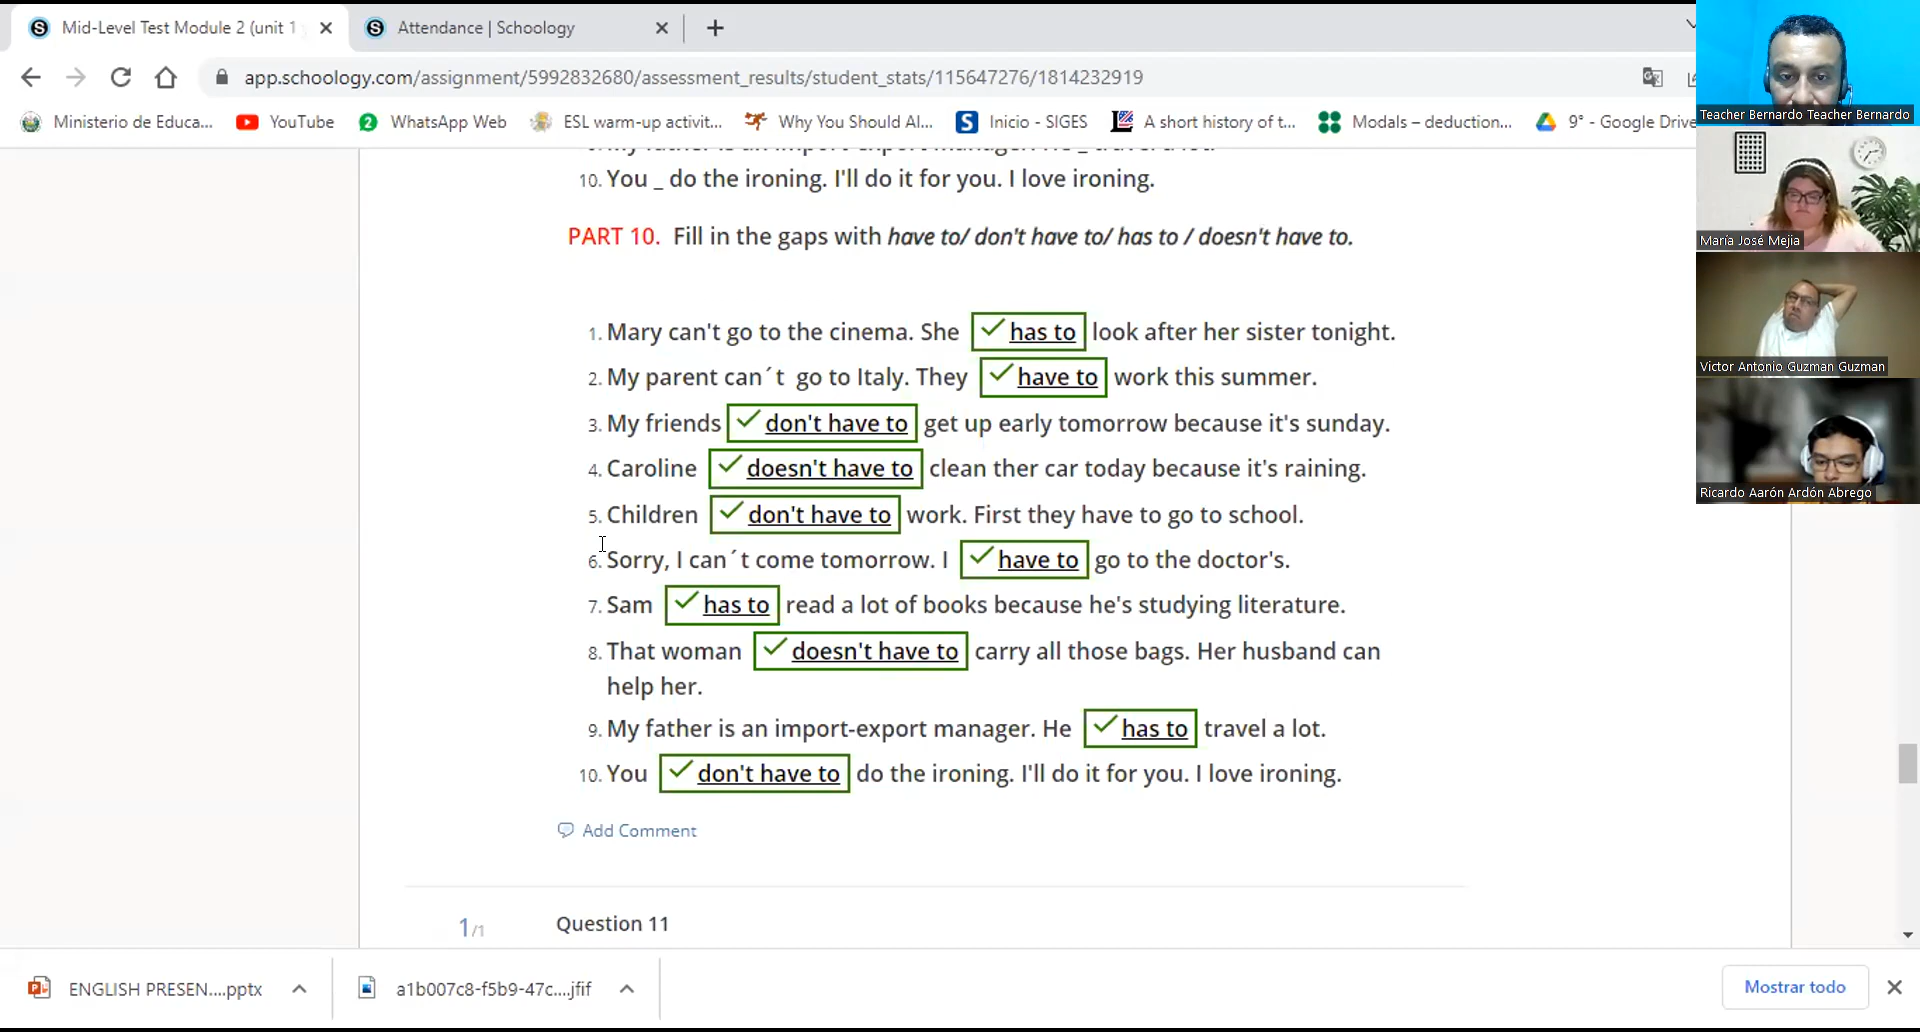 Mid-Level Test Module 2 (unit 1
Attendance | Schoology
app.schoology.com/assignment/5992832680/assessment_results/student_stats/115647276/1814232919
Ministerio de Educa...
YouTube
WhatsApp Web
ESL warm-up activit...
Why You Should Al...
Inicio - SIGES
A short history of t...
Modals – deduction...
9° - Google Drive
Teacher Bernardo Teacher Bernardo
María José Mejia
Victor Antonio Guzman Guzman
Ricardo Aarón Ardón Abrego
9. My father is an import-export manager. He _ travel a lot.
10. You _ do the ironing. I'll do it for you. I love ironing.
PART 10. Fill in the gaps with have to/ don't have to/ has to / doesn't have to.
1. Mary can't go to the cinema. She has to look after her sister tonight.
2. My parent can´t go to Italy. They have to work this summer.
3. My friends don't have to get up early tomorrow because it's sunday.
4. Caroline doesn't have to clean ther car today because it's raining.
5. Children don't have to work. First they have to go to school.
6. Sorry, I can´t come tomorrow. I have to go to the doctor's.
7. Sam has to read a lot of books because he's studying literature.
8. That woman doesn't have to carry all those bags. Her husband can
help her.
9. My father is an import-export manager. He has to travel a lot.
10. You don't have to do the ironing. I'll do it for you. I love ironing.
Add Comment
1/1
Question 11
ENGLISH PRESEN....pptx
a1b007c8-f5b9-47c....jfif
Mostrar todo